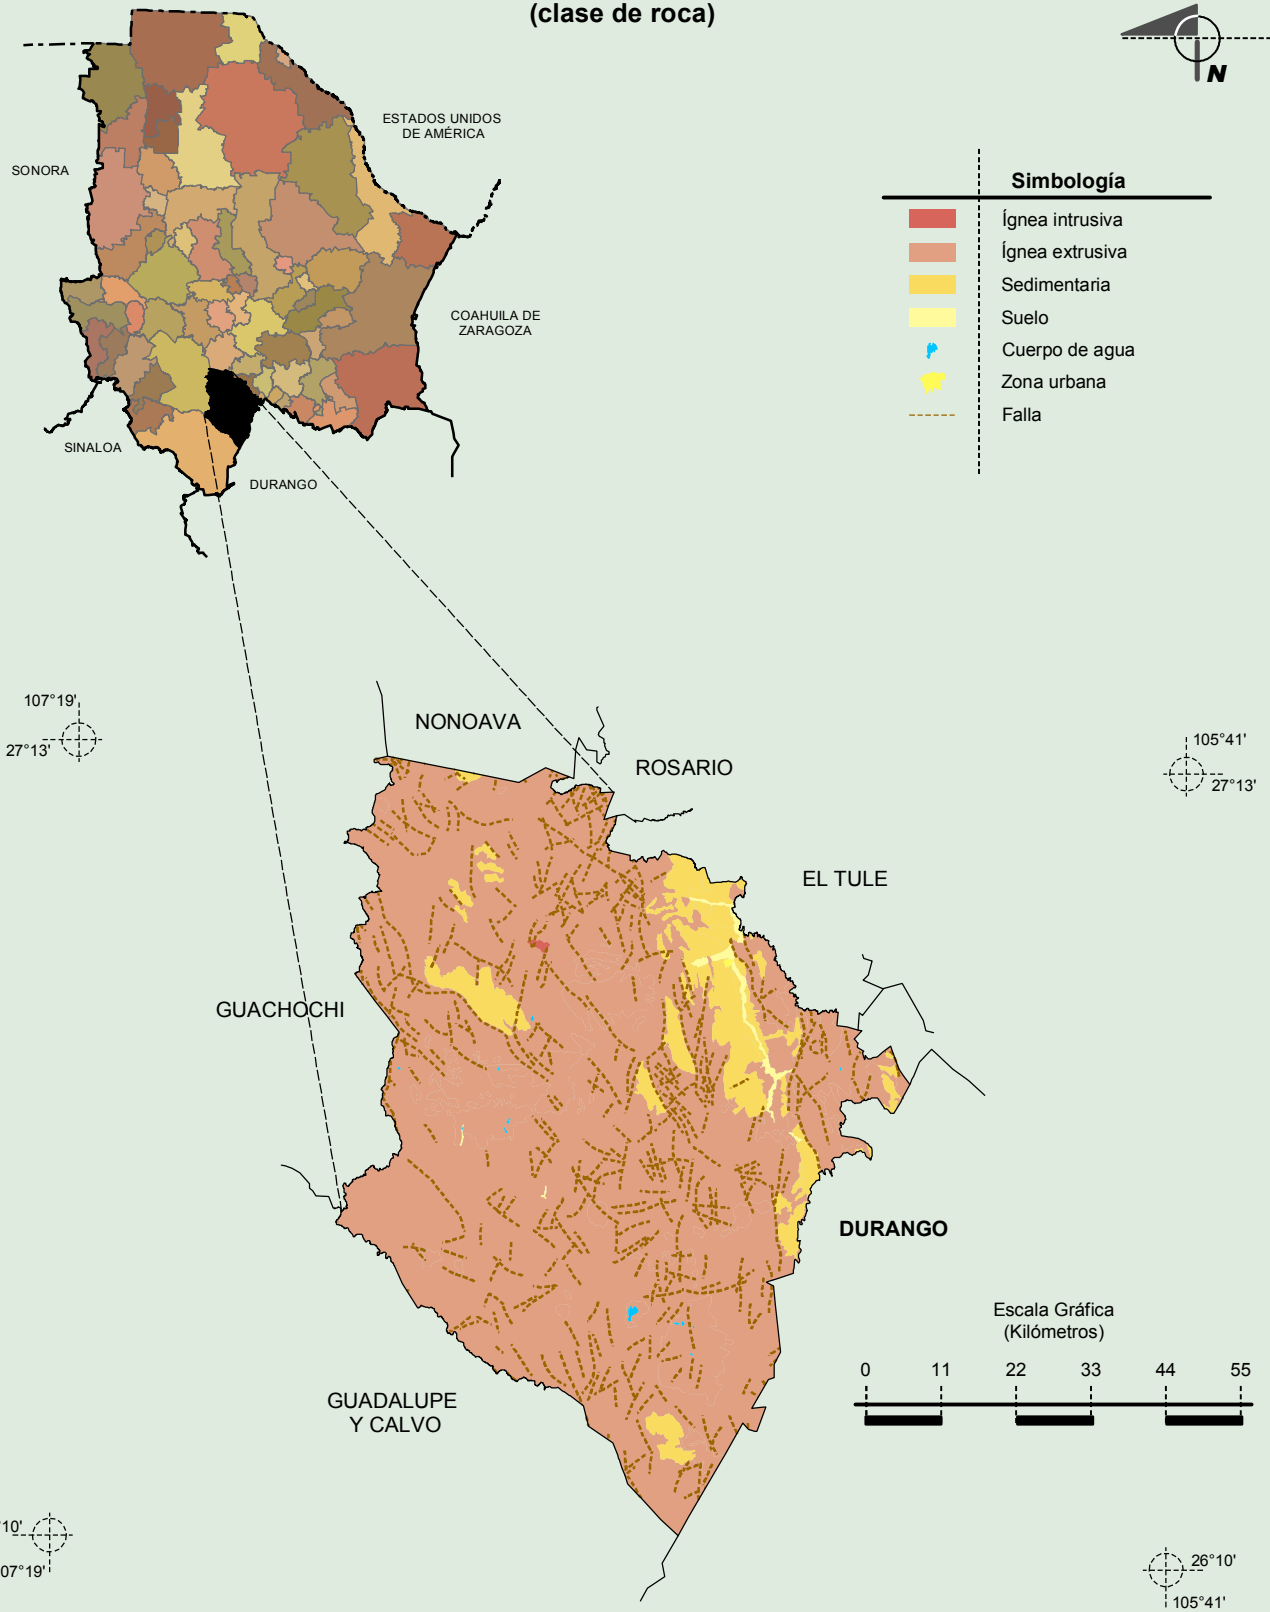 (clase de roca)
N
ESTADOS UNIDOS
DE AMÉRICA
SONORA
COAHUILA DE
ZARAGOZA
SINALOA
DURANGO
Simbología
Ígnea intrusiva
Ígnea extrusiva
Sedimentaria
Suelo
Cuerpo de agua
Zona urbana
Falla
107°19'
27°13'
105°41'
27°13'
NONOAVA
ROSARIO
EL TULE
GUACHOCHI
DURANGO
GUADALUPE
Y CALVO
Escala Gráfica
(Kilómetros)
0 11 22 33 44 55
10'
07°19'
26°10'
105°41'